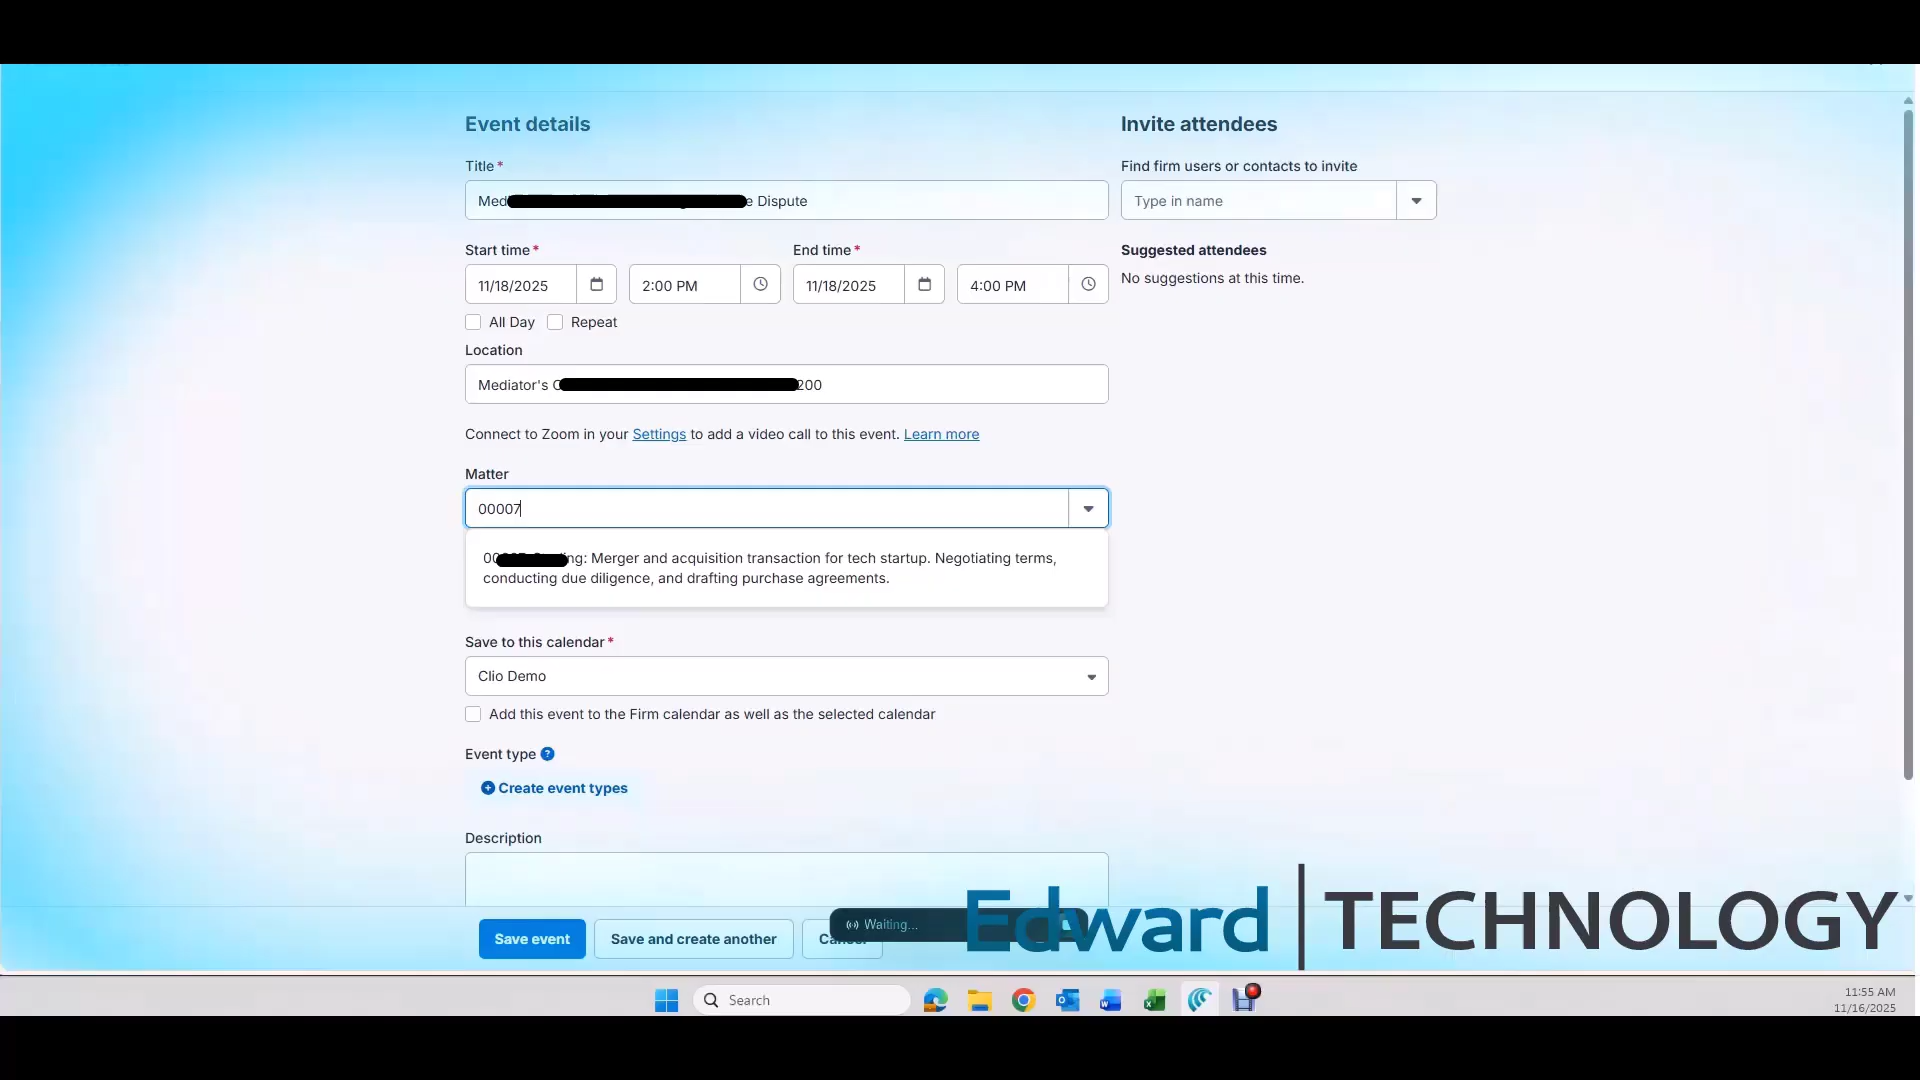 Event details
Title *
Med e Dispute
Start time * End time *
11/18/2025 2:00 PM 11/18/2025 4:00 PM
All Day Repeat
Location
Mediator's 200
Connect to Zoom in your Settings to add a video call to this event. Learn more
Matter
00007
ng: Merger and acquisition transaction for tech startup. Negotiating terms,
conducting due diligence, and drafting purchase agreements.
Save to this calendar *
Clio Demo
Add this event to the Firm calendar as well as the selected calendar
Event type ?
Create event types
Description
Save event Save and create another Cancel
Waiting...
Invite attendees
Find firm users or contacts to invite
Type in name
Suggested attendees
No suggestions at this time.
Edward | TECHNOLOGY
Search
11:55 AM
11/16/2025